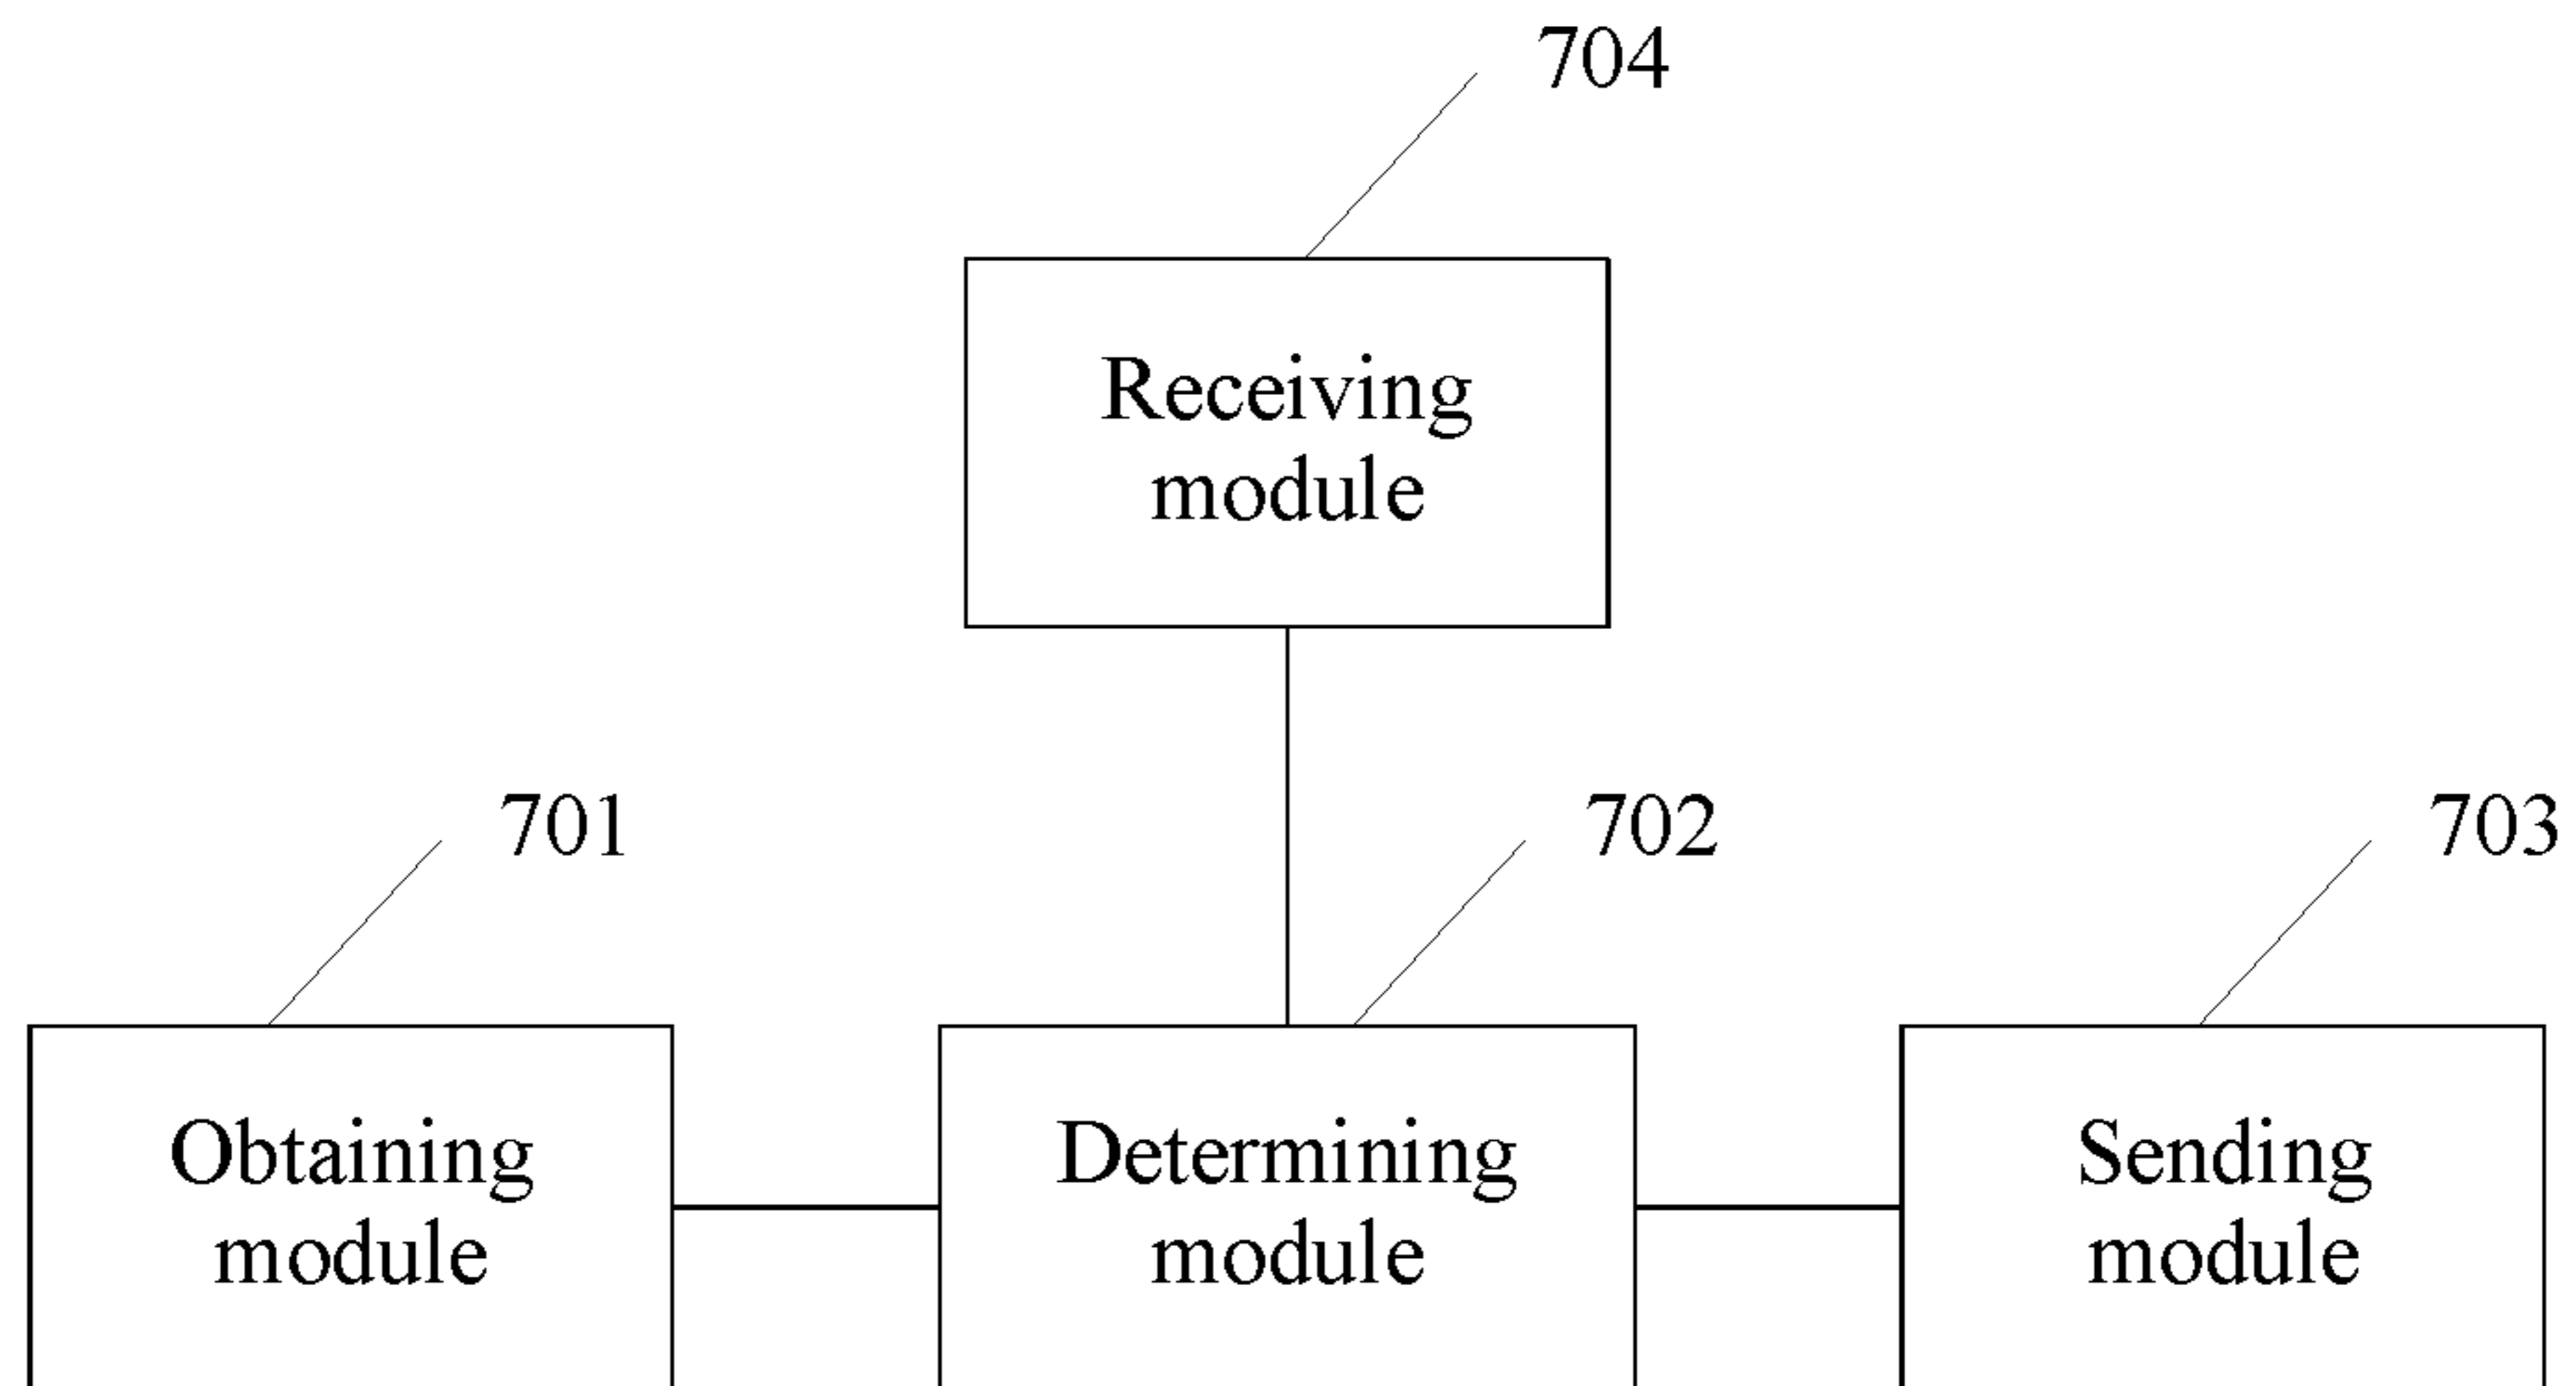 704
Receiving
module
701
702
703
Obtaining
module
Determining
module
Sending
module